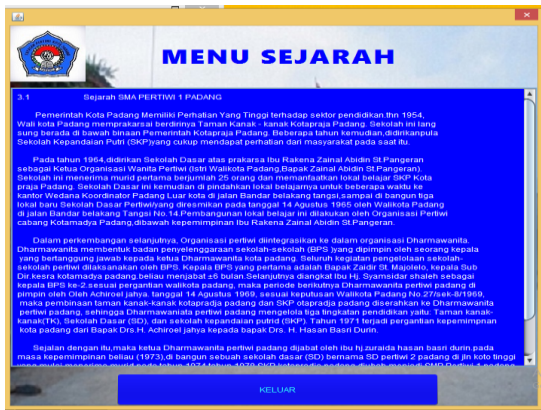 MENU SEJARAH
3.1 Sejarah SMA PERTIWI 1 PADANG
Pemerintah Kota Padang Memiliki Perhatian Yang Tinggi terhadap sektor pendidikan.thn 1954,
Wali kota Padang memprakarsai berdirinya Taman Kanak - kanak Kotapraja Padang. Sekolah ini lang
sung berada di bawah binaan Pemerintah Kotapraja Padang. Beberapa tahun kemudian,didirikanpula
Sekolah Kepandaian Putri (SKP)yang cukup mendapat perhatian dari masyarakat pada saat itu.
Pada tahun 1964,didirikan Sekolah Dasar atas prakarsa Ibu Rakena Zainal Abidin St.Pangeran
sebagai Ketua Organisasi Wanita Pertiwi (Istri Walikota Padang,Bapak Zainal Abidin St.Pangeran).
Sekolah ini menerima murid pertama berjumlah 25 orang dan memanfaatkan lokal belajar SKP Kota
praja Padang. Sekolah Dasar ini kemudian di pindahkan lokal belajarnya untuk beberapa waktu ke
kantor Wedana Koordinator Padang Luar kota di jalan Bandar belakang tangsi,sampai di bangun tiga
lokal baru Sekolah Dasar Pertiwiyang diresmikan pada tanggal 14 Agustus 1965 oleh Walikota Padang
di jalan Bandar belakang Tangsi No.14.Pembangunan lokal belajar ini dilakukan oleh Organisasi Pertiwi
cabang Kotamadya Padang,dibawah kepemimpinan Ibu Rakena Zainal Abidin St.Pangeran.
Dalam perkembangan selanjutnya, Organisasi pertiwi diintegrasikan ke dalam organisasi Dharmawanita.
Dharmawanita membentuk badan penyelenggaraan sekolah-sekolah (BPS )yang dipimpin oleh seorang kepala
yang bertanggung jawab kepada ketua Dharmawanita kota padang. Seluruh kegiatan pengelolaan sekolah-
sekolah pertiwi dilaksanakan oleh BPS. Kepala BPS yang pertama adalah Bapak Zaidir St. Majolelo, kepala Sub
Dir.kesra kotamadya padang.beliau menjabat ±6 bulan.Selanjutnya diangkat Ibu Hj. Syamsidar shaleh sebagai
kepala BPS ke-2.sesuai pergantian walikota padang, maka periode berikutnya Dharmawanita pertiwi padang di
pimpin oleh Oleh Achiroel jahya. tanggal 14 Agustus 1969, sesuai keputusan Walikota Padang No.27/sek-8/1969,
maka pembinaan taman kanak-kanak kotapradja padang dan SKP otapradja padang diserahkan ke Dharmawanita
pertiwi padang, sehingga Dharmawaniata pertiwi padang mengelola tiga tingkatan pendidikan yaitu: Taman kanak-
kanak(TK), Sekolah Dasar (SD), dan sekolah kepandaian putri (SKP). Tahun 1971 terjadi pergantian kepemimpnan
kota padang dari Bapak Drs.H. Achiroel jahya kepada bapak Drs. H. Hasan Basri Durin.
Sejalan dengan itu,maka ketua Dharmawanita pertiwi padang dijabat oleh ibu hj.zuraida hasan basri durin.pada
masa kepemimpinan beliau (1973),di bangun sebuah sekolah dasar (SD) bernama SD pertiwi 2 padang di jln koto tinggi
KELUAR